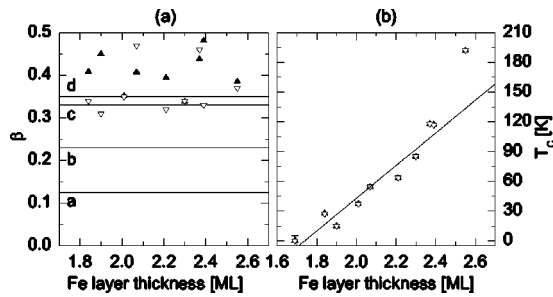 (a) (b)
0.5
0.4
0.3
0.2
0.1
0.0
β
d
c
b
a
1.8 2.0 2.2 2.4 2.6
Fe layer thickness [ML]
210
180
150
120
90
60
30
0
T_C [K]
1.6 1.8 2.0 2.2 2.4 2.6
Fe layer thickness [ML]